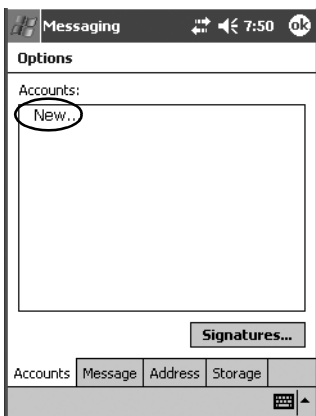 Messaging 7:50 ok
Options
Accounts:
New..
Signatures...
Accounts Message Address Storage